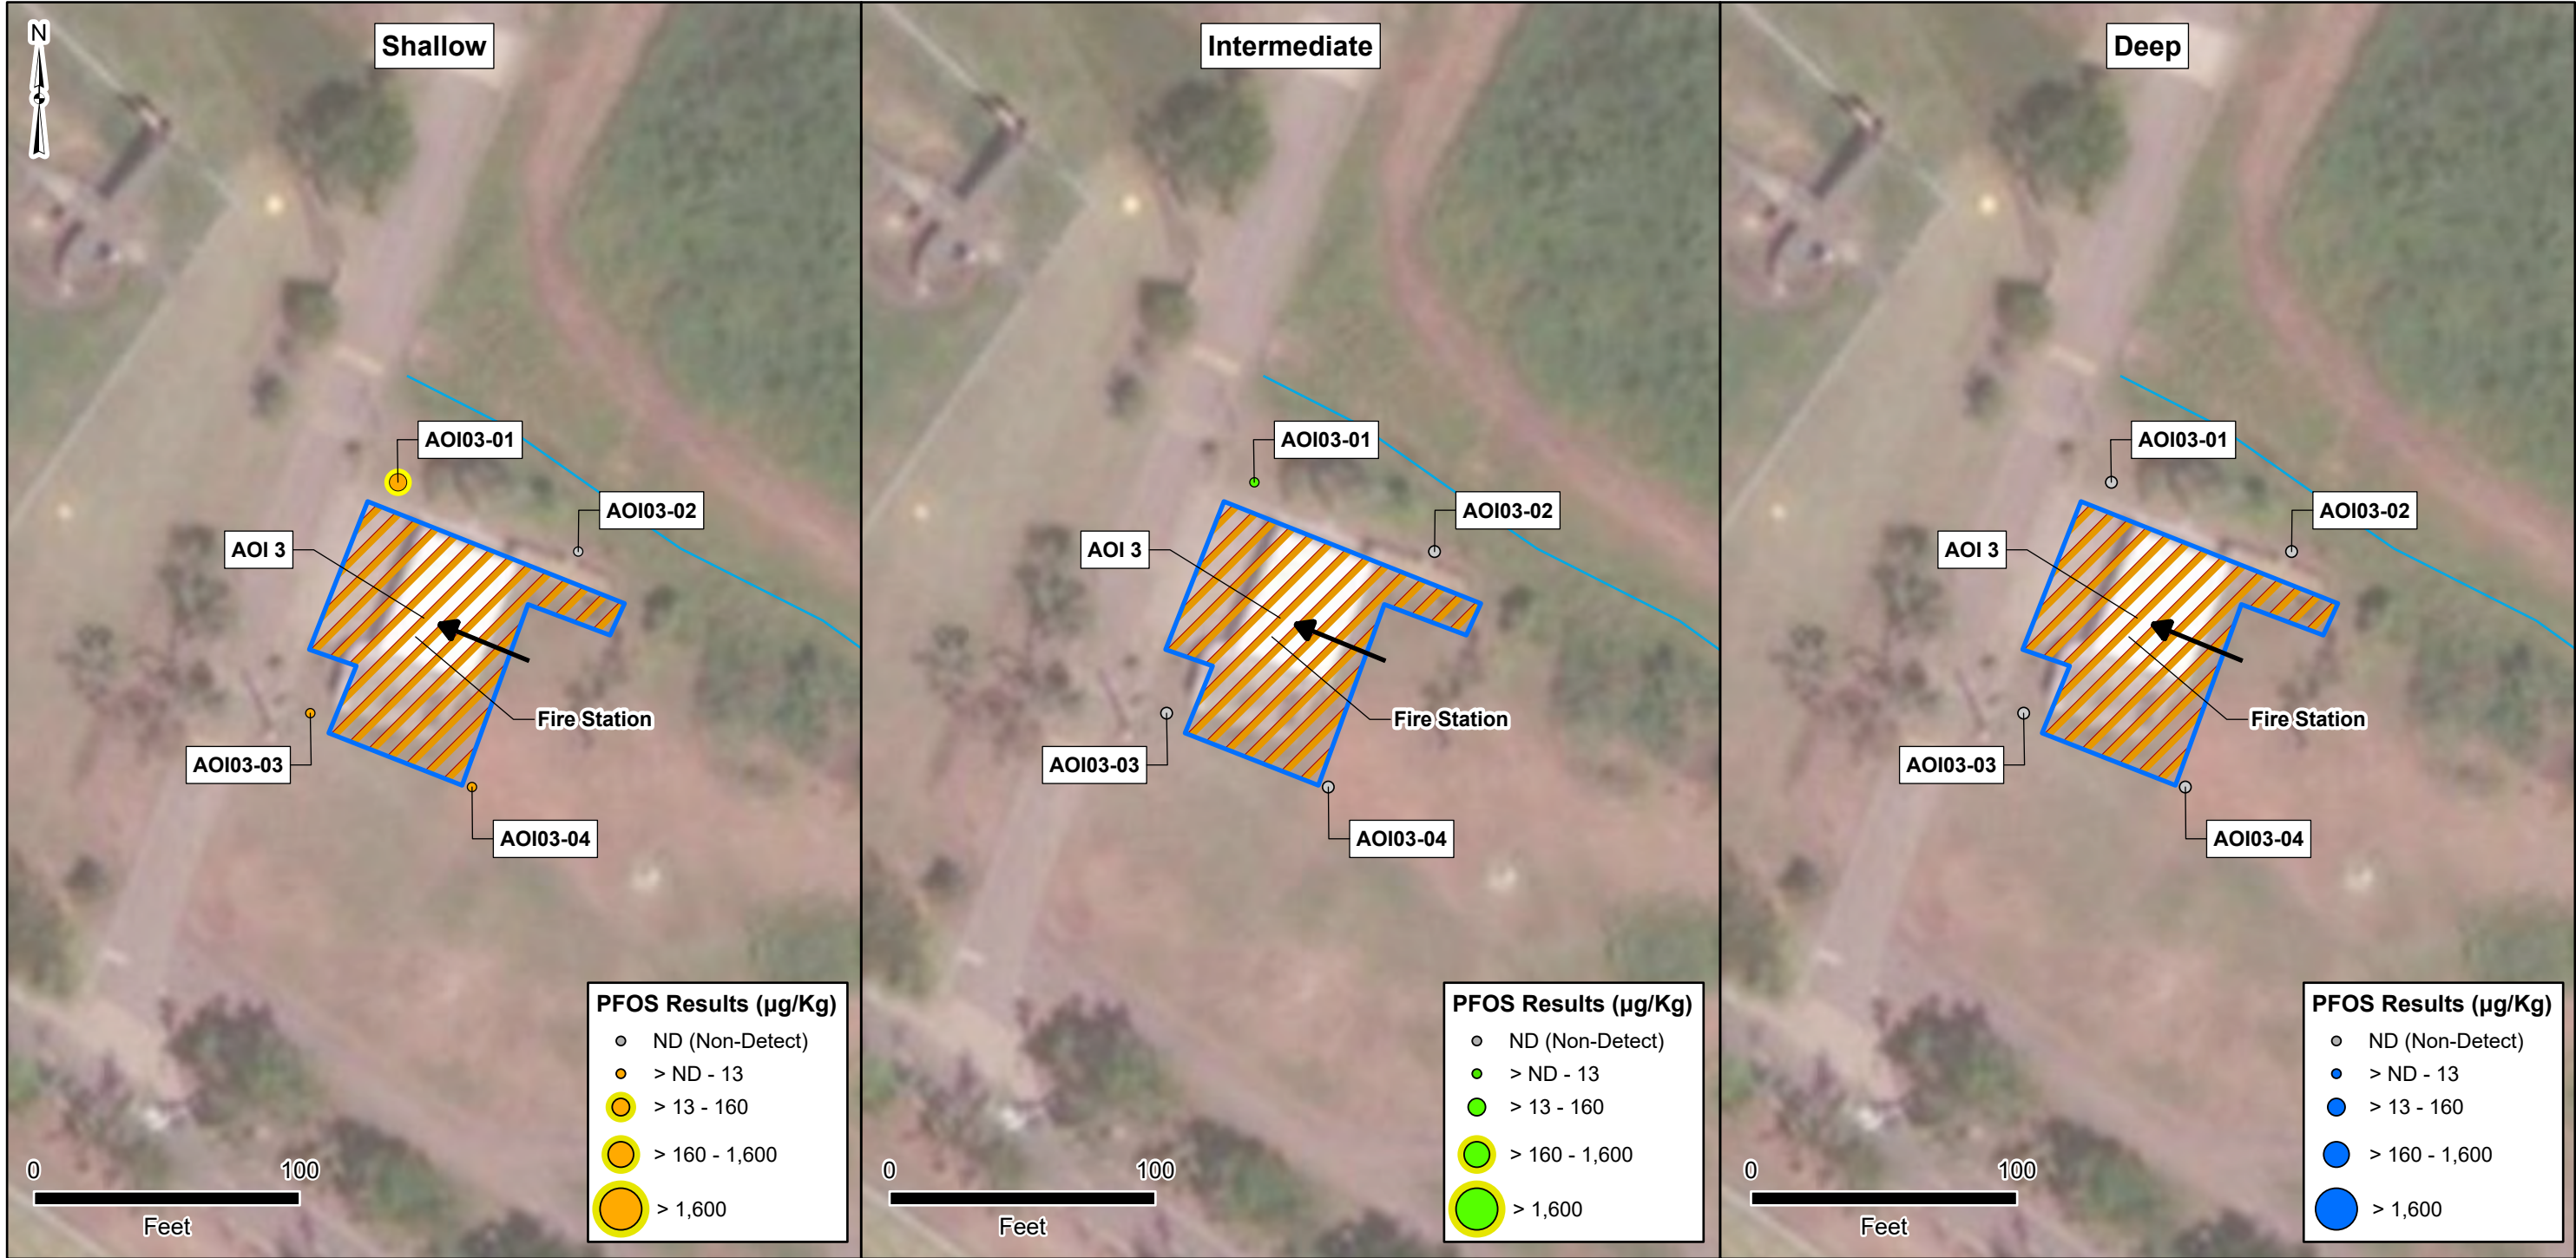 N
Shallow
AOI03-01
AOI03-02
AOI 3
Fire Station
AOI03-03
AOI03-04
PFOS Results (µg/Kg)
ND (Non-Detect)
> ND - 13
> 13 - 160
> 160 - 1,600
> 1,600
0 100
Feet
Intermediate
AOI03-01
AOI03-02
AOI 3
Fire Station
AOI03-03
AOI03-04
PFOS Results (µg/Kg)
ND (Non-Detect)
> ND - 13
> 13 - 160
> 160 - 1,600
> 1,600
0 100
Feet
Deep
AOI03-01
AOI03-02
AOI 3
Fire Station
AOI03-03
AOI03-04
PFOS Results (µg/Kg)
ND (Non-Detect)
> ND - 13
> 13 - 160
> 160 - 1,600
> 1,600
0 100
Feet